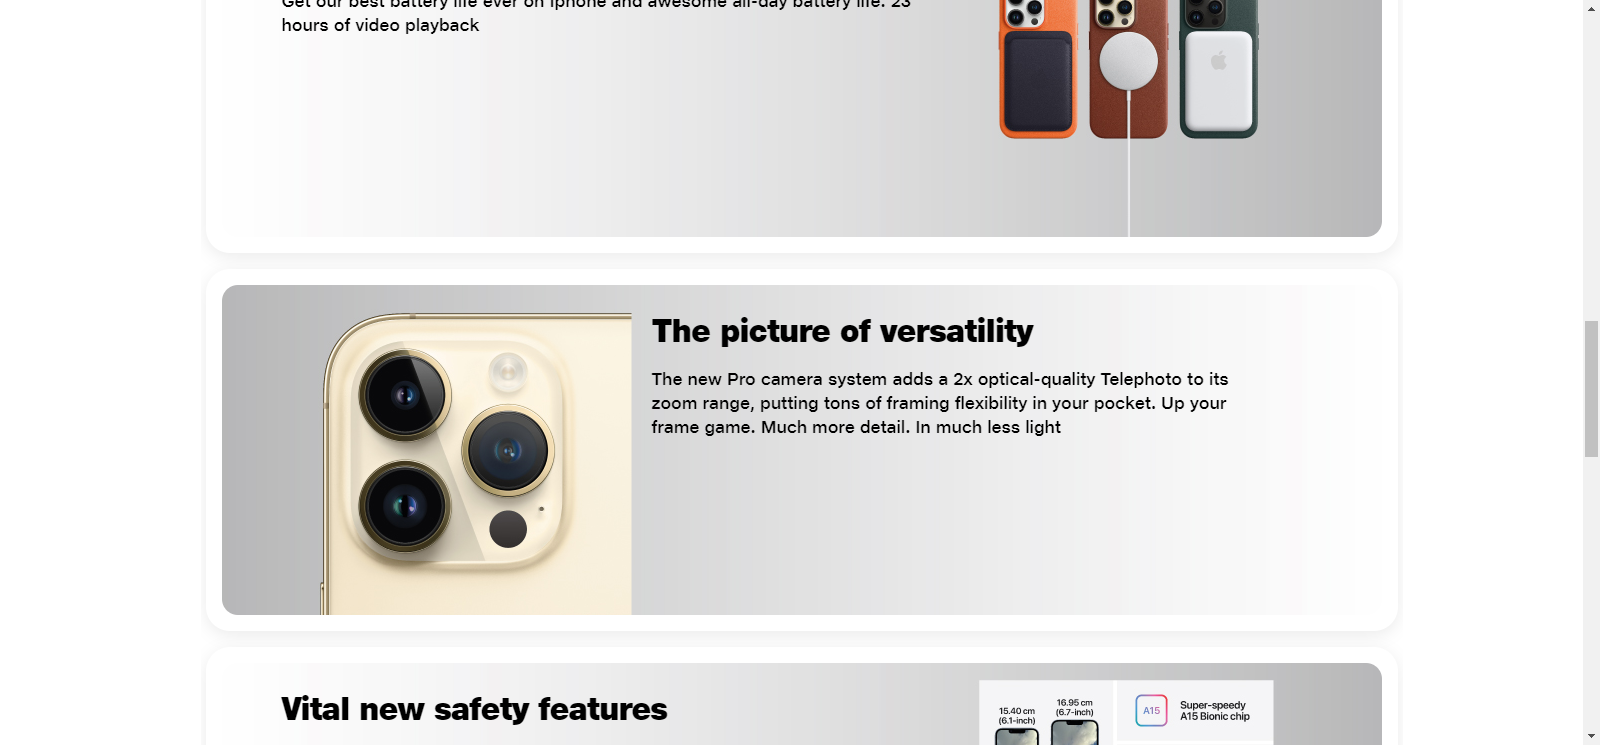 Get our best battery life ever on iphone and awesome all-day battery life. 23
hours of video playback
The picture of versatility
The new Pro camera system adds a 2x optical-quality Telephoto to its
zoom range, putting tons of framing flexibility in your pocket. Up your
frame game. Much more detail. In much less light
Vital new safety features
15.40 cm
(6.1-inch)
16.95 cm
(6.7-inch)
A15
Super-speedy
A15 Bionic chip